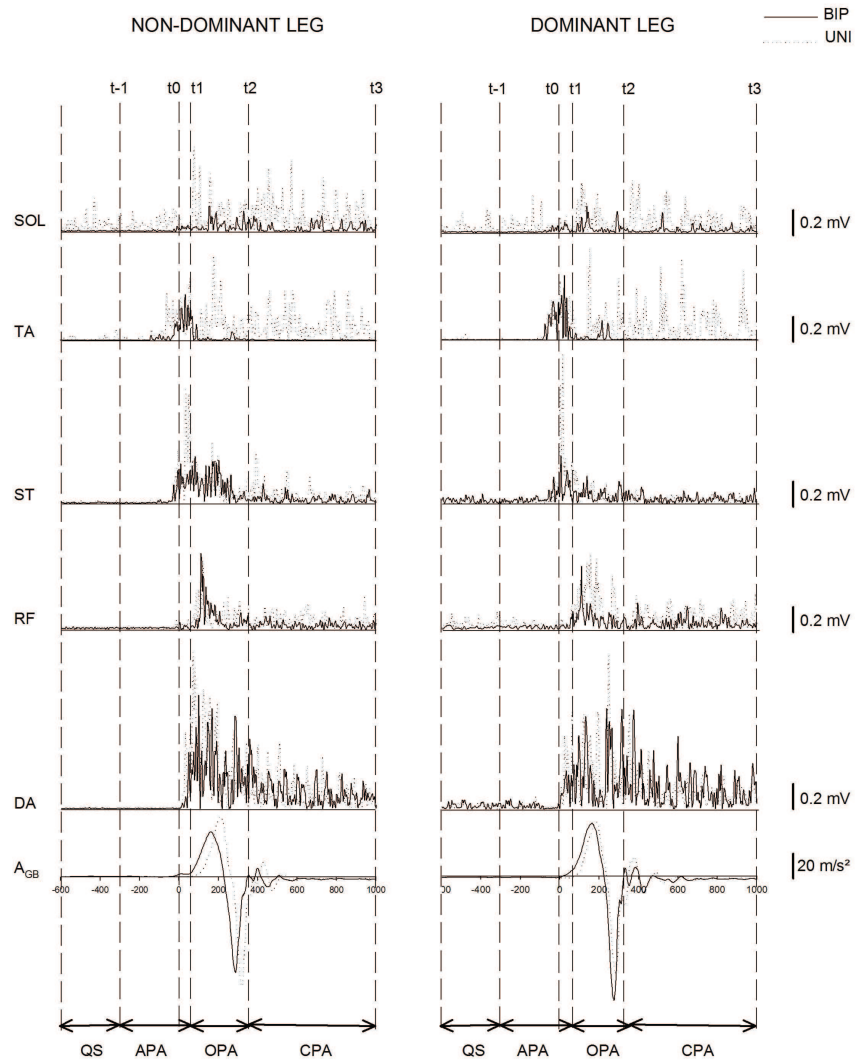 NON-DOMINANT LEG DOMINANT LEG
BIP
UNI
t-1 t0 t1 t2 t3 t-1 t0 t1 t2 t3
SOL 0.2 mV
TA 0.2 mV
ST 0.2 mV
RF 0.2 mV
DA 0.2 mV
AGB 20 m/s²
-600 -400 -200 0 200 400 600 800 1000 -600 -400 -200 0 200 400 600 800 1000
QS APA OPA CPA QS APA OPA CPA